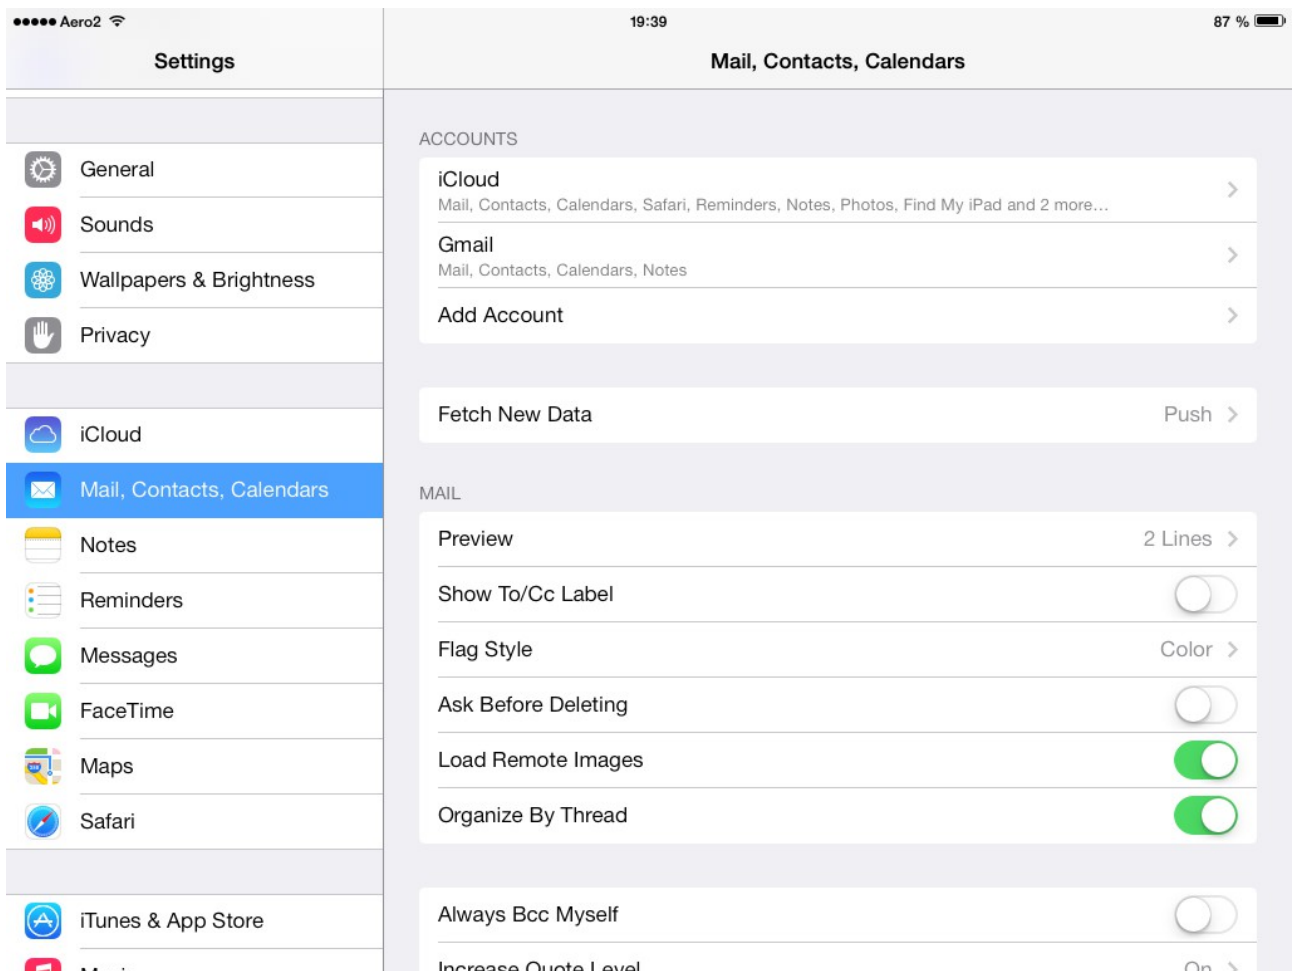 Aero2 19:39 87 %
Settings
Mail, Contacts, Calendars
General
Sounds
Wallpapers & Brightness
Privacy
iCloud
Mail, Contacts, Calendars
Notes
Reminders
Messages
FaceTime
Maps
Safari
iTunes & App Store
ACCOUNTS
iCloud
Mail, Contacts, Calendars, Safari, Reminders, Notes, Photos, Find My iPad and 2 more...
Gmail
Mail, Contacts, Calendars, Notes
Add Account
Fetch New Data Push
MAIL
Preview 2 Lines
Show To/Cc Label
Flag Style Color
Ask Before Deleting
Load Remote Images
Organize By Thread
Always Bcc Myself
Increase Quote Level On